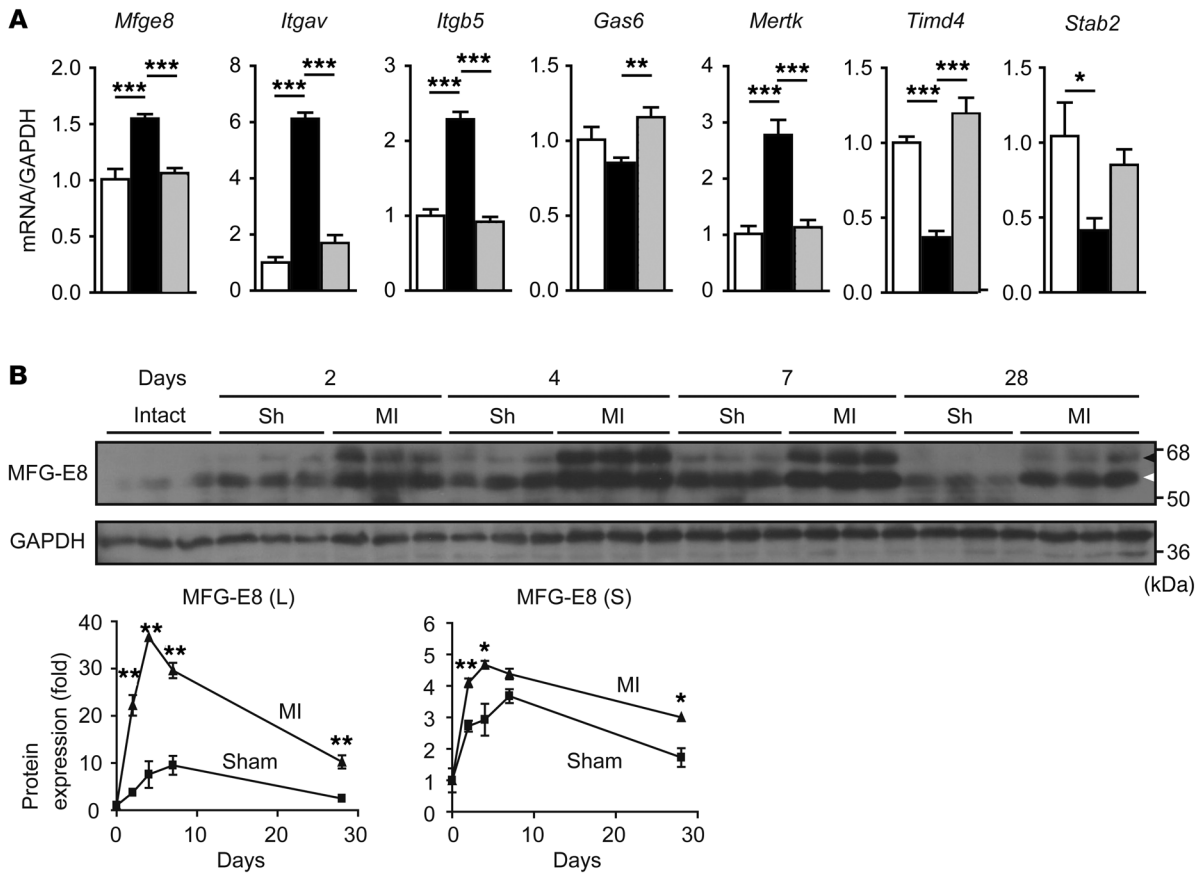 A
Mfge8 Itgav Itgb5 Gas6 Mertk Timd4 Stab2
mRNA/GAPDH
2.0 1.5 1.0 0.5 0.0
*** ***
8 6 4 2 0
*** ***
3 2 1 0
*** ***
1.5 1.0 0.5 0.0
**
4 3 2 1 0
*** ***
1.5 1.0 0.5 0.0
*** ***
1.5 1.0 0.5 0.0
*
B
Days 2 4 7 28
Intact Sh MI Sh MI Sh MI Sh MI
MFG-E8
68
50
GAPDH
36
(kDa)
MFG-E8 (L)
Protein
expression (fold)
40 30 20 10 0
** ** ** **
MI
Sham
0 10 20 30
Days
MFG-E8 (S)
6 5 4 3 2 1 0
** * *
MI
Sham
0 10 20 30
Days